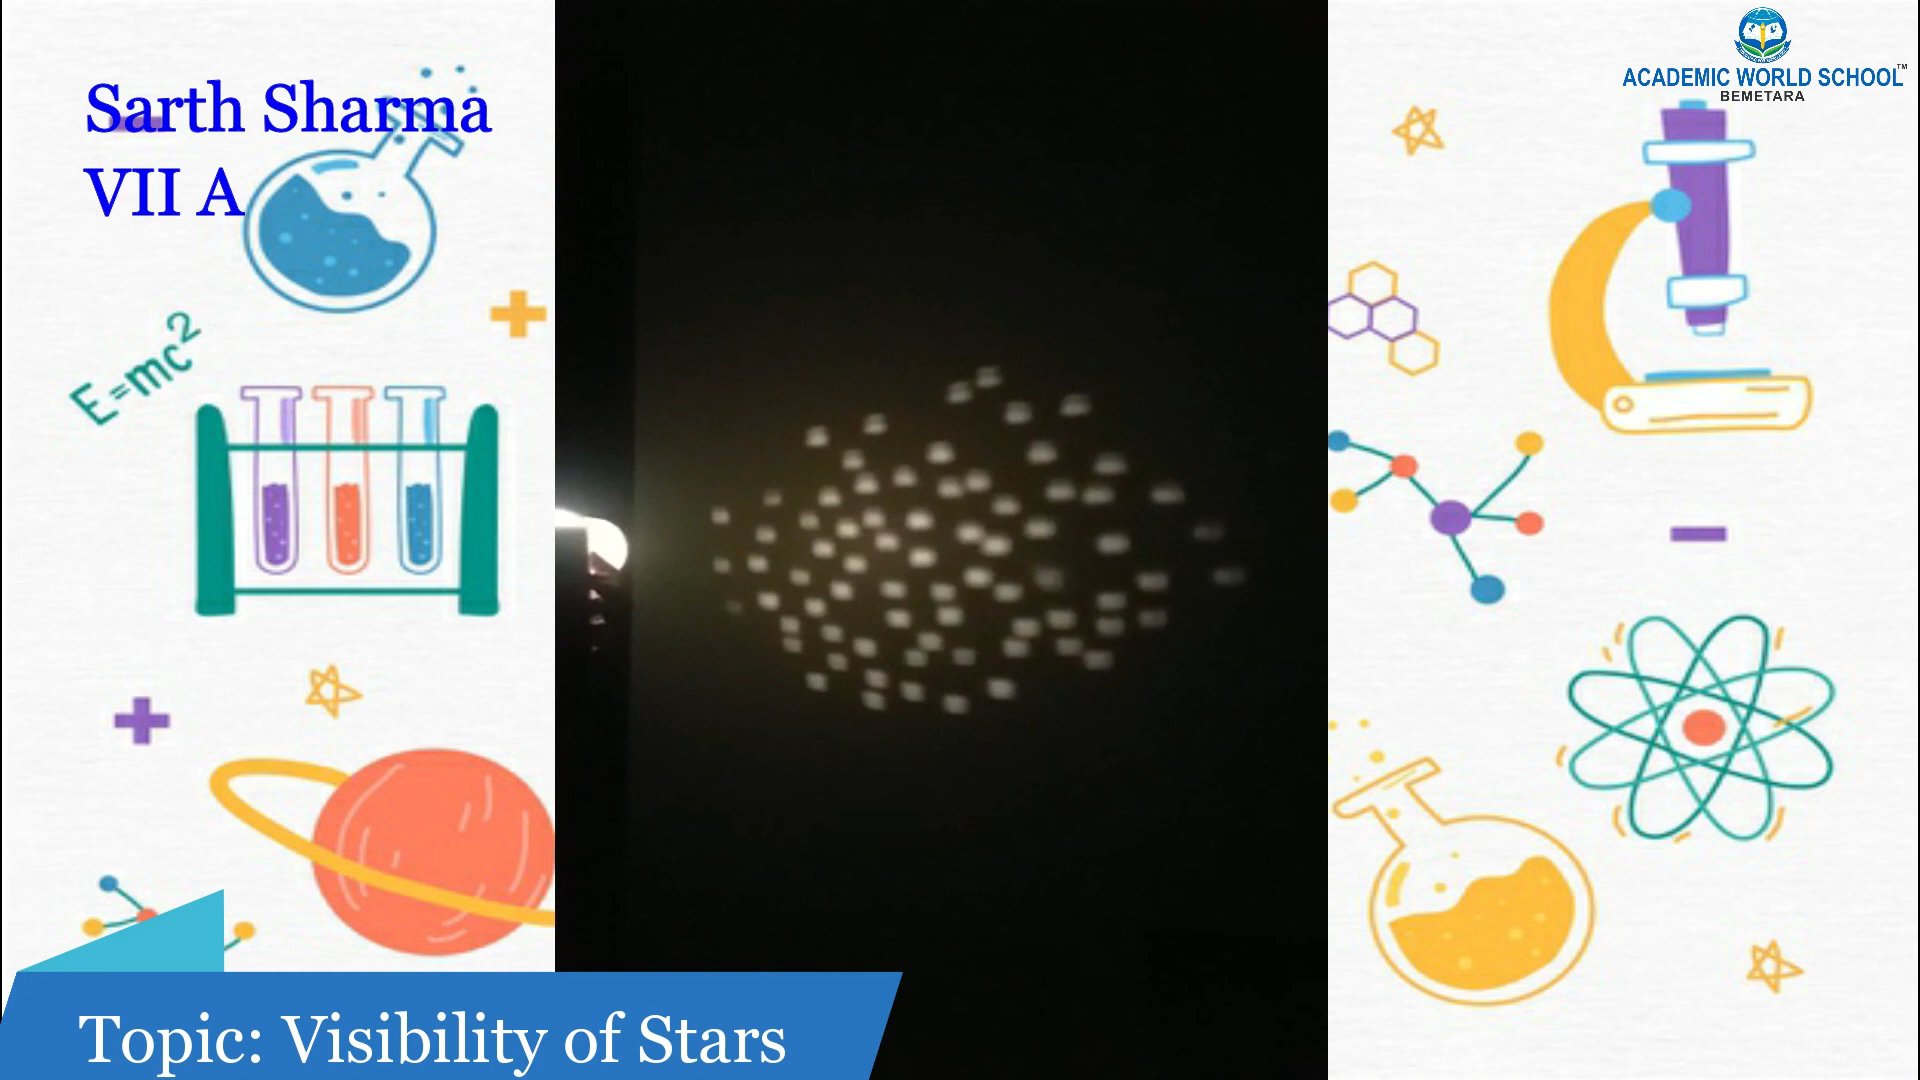 Sarth Sharma
VII A
ACADEMIC WORLD SCHOOL™
BEMETARA
E=mc²
Topic: Visibility of Stars